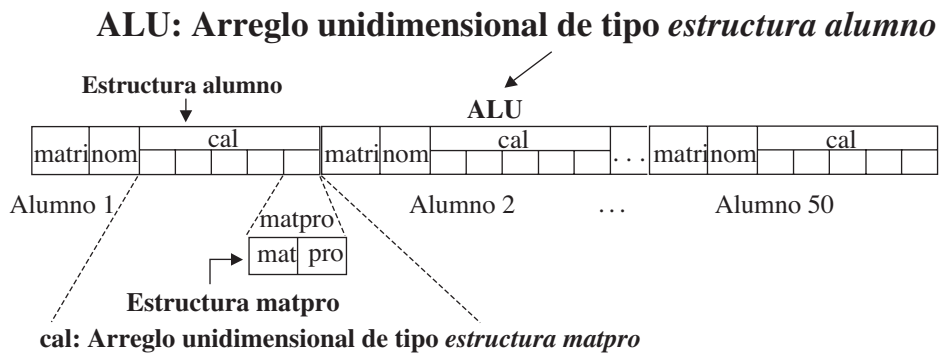 ALU: Arreglo unidimensional de tipo estructura alumno
Estructura alumno
ALU
cal cal cal
matri nom matri nom ... matri nom
Alumno 1 Alumno 2 ... Alumno 50
matpro
mat pro
Estructura matpro
cal: Arreglo unidimensional de tipo estructura matpro